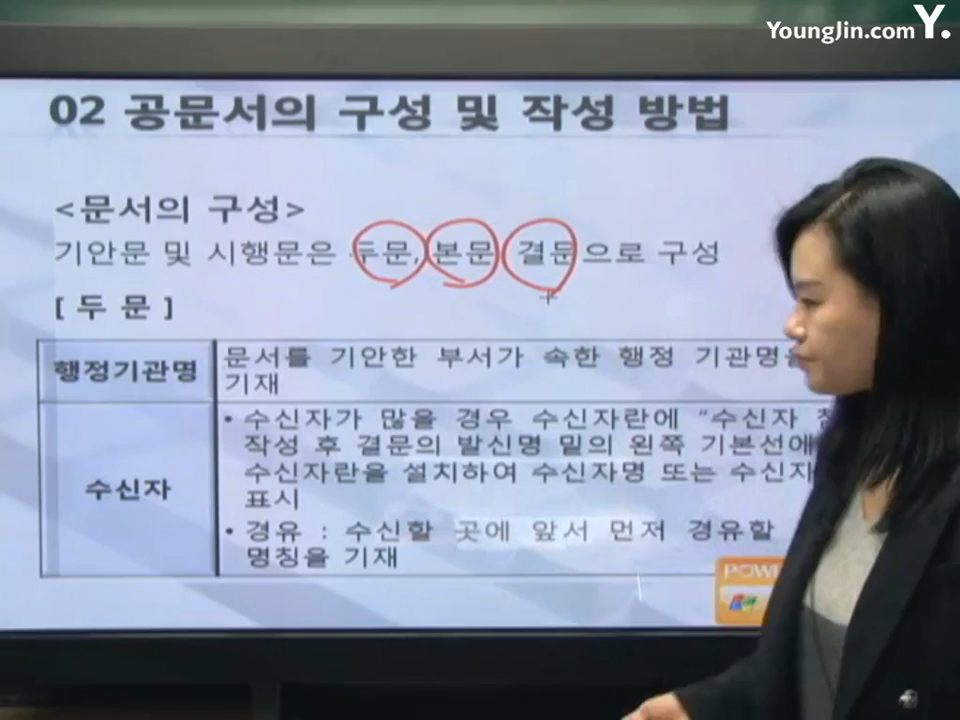 YoungJin.com Y.
02 공문서의 구성 및 작성 방법
<문서의 구성>
기안문 및 시행문은 두문, 본문, 결문으로 구성
[ 두 문 ]
행정기관명
문서를 기안한 부서가 속한 행정 기관명을
기재
수신자
• 수신자가 많을 경우 수신자란에 “수신자
작성 후 결문의 발신명 밑의 왼쪽 기본선에
수신자란을 설치하여 수신자명 또는 수신자
표시
• 경유 : 수신할 곳에 앞서 먼저 경유할
명칭을 기재